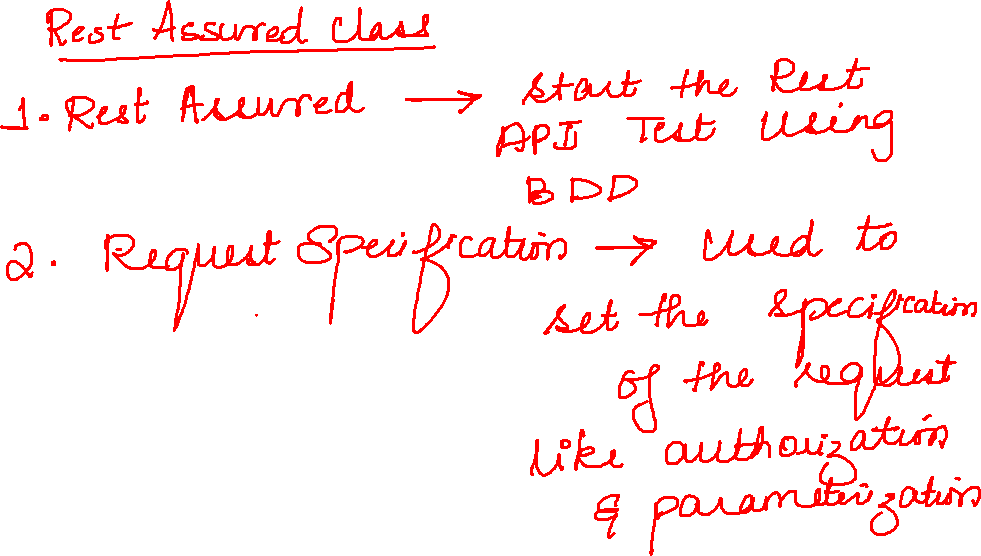 Rest Assured Class
1. Rest Assured → Start the Rest
API Test Using
BDD
2. Request Specification → Used to
set the specification
of the request
like authorization
& parameterization